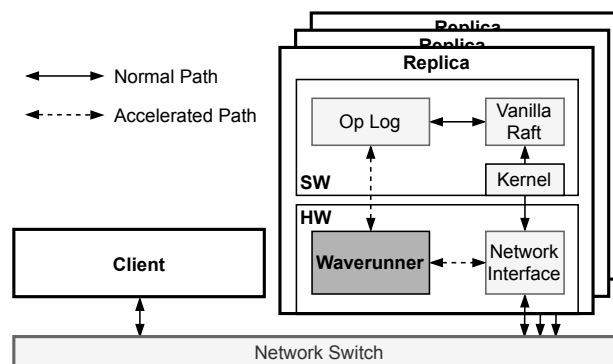 Replica
Replica
Replica
Normal Path
Accelerated Path
Op Log
Vanilla
Raft
SW
Kernel
HW
Client
Waverunner
Network
Interface
Network Switch